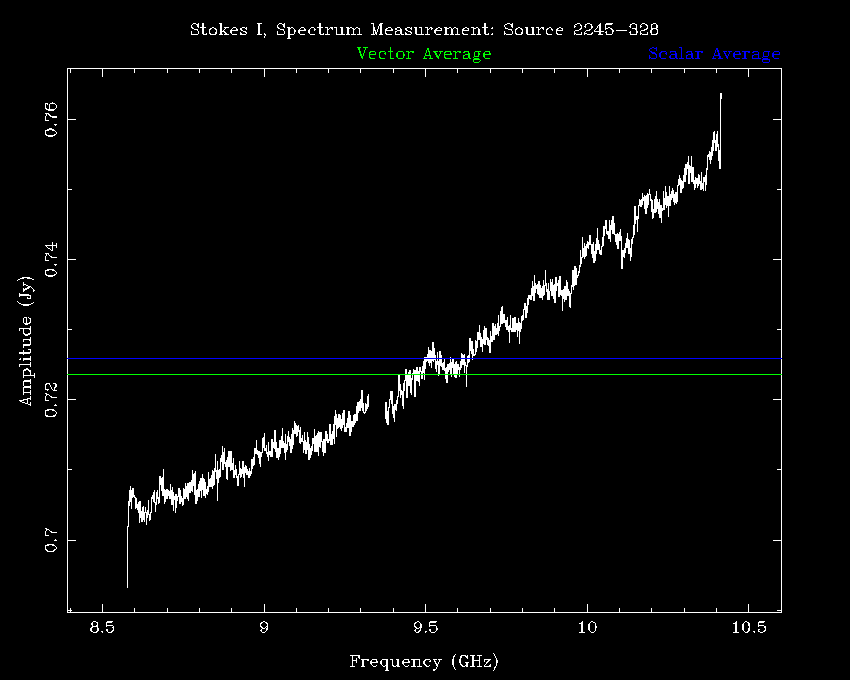 Stokes I, Spectrum Measurement: Source 2245−328
Vector Average
Scalar Average
0.76
0.74
0.72
0.7
Amplitude (Jy)
8.5 9 9.5 10 10.5
Frequency (GHz)